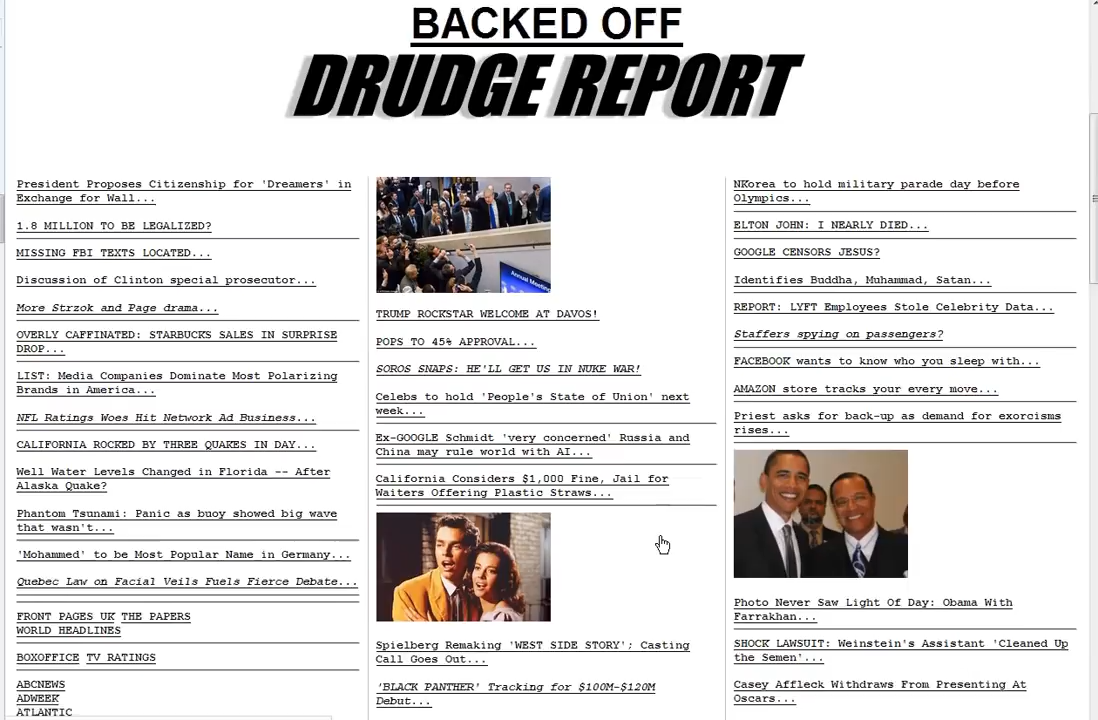 BACKED OFF
DRUDGE REPORT
President Proposes Citizenship for 'Dreamers' in
Exchange for Wall...
1.8 MILLION TO BE LEGALIZED?
MISSING FBI TEXTS LOCATED...
Discussion of Clinton special prosecutor...
More Strzok and Page drama...
OVERLY CAFFINATED: STARBUCKS SALES IN SURPRISE
DROP...
LIST: Media Companies Dominate Most Polarizing
Brands in America...
NFL Ratings Woes Hit Network Ad Business...
CALIFORNIA ROCKED BY THREE QUAKES IN DAY...
Well Water Levels Changed in Florida -- After
Alaska Quake?
Phantom Tsunami: Panic as buoy showed big wave
that wasn't...
'Mohammed' to be Most Popular Name in Germany...
Quebec Law on Facial Veils Fuels Fierce Debate...
FRONT PAGES UK THE PAPERS
WORLD HEADLINES
BOXOFFICE TV RATINGS
ABCNEWS
ADWEEK
ATLANTIC
Annual Meeting
TRUMP ROCKSTAR WELCOME AT DAVOS!
POPS TO 45% APPROVAL...
SOROS SNAPS: HE'LL GET US IN NUKE WAR!
Celebs to hold 'People's State of Union' next
week...
Ex-GOOGLE Schmidt 'very concerned' Russia and
China may rule world with AI...
California Considers $1,000 Fine, Jail for
Waiters Offering Plastic Straws...
Spielberg Remaking 'WEST SIDE STORY'; Casting
Call Goes Out...
'BLACK PANTHER' Tracking for $100M-$120M
Debut...
NKorea to hold military parade day before
Olympics...
ELTON JOHN: I NEARLY DIED...
GOOGLE CENSORS JESUS?
Identifies Buddha, Muhammad, Satan...
REPORT: LYFT Employees Stole Celebrity Data...
Staffers spying on passengers?
FACEBOOK wants to know who you sleep with...
AMAZON store tracks your every move...
Priest asks for back-up as demand for exorcisms
rises...
Photo Never Saw Light Of Day: Obama With
Farrakhan...
SHOCK LAWSUIT: Weinstein's Assistant 'Cleaned Up
the Semen'...
Casey Affleck Withdraws From Presenting At
Oscars...